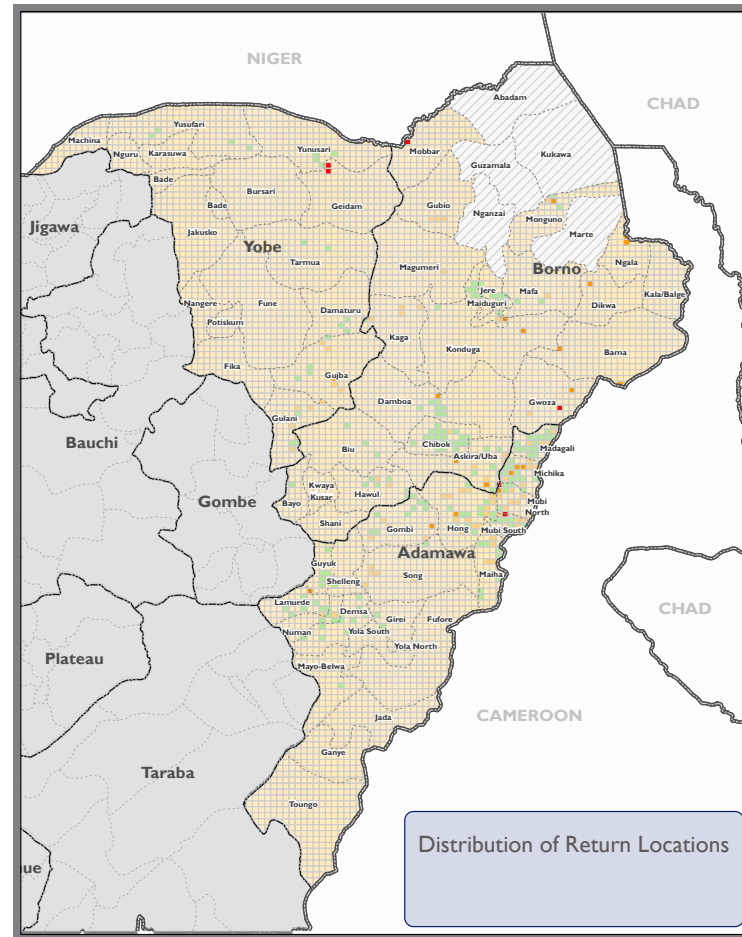 NIGER
CHAD
Abadam
Yusufari
Machina
Nguru
Karasuwa
Yunusari
Mobbar
Kukawa
Guzamala
Bade
Bursari
Geidam
Gubio
Nganzai
Monguno
Bade
Marte
Jigawa
Jakusko
Yobe
Tarmua
Magumeri
Borno
Ngala
Jere
Mafa
Kala/Balge
Nangere
Fune
Maiduguri
Dikwa
Potiskum
Damaturu
Kaga
Konduga
Bama
Fika
Gujba
Damboa
Gwoza
Gulani
Bauchi
Chibok
Madagali
Biu
Askira/Uba
Michika
Gombe
Kwaya
Kusar
Hawul
Bayo
Mubi
North
Shani
Gombi
Hong
Mubi South
Adamawa
Guyuk
Shelleng
Song
Maiha
Lamurde
Demsa
Girei
Fufore
CHAD
Numan
Yola South
Yola North
Plateau
Mayo-Belwa
Jada
CAMEROON
Ganye
Taraba
Toungo
Distribution of Return Locations
ue